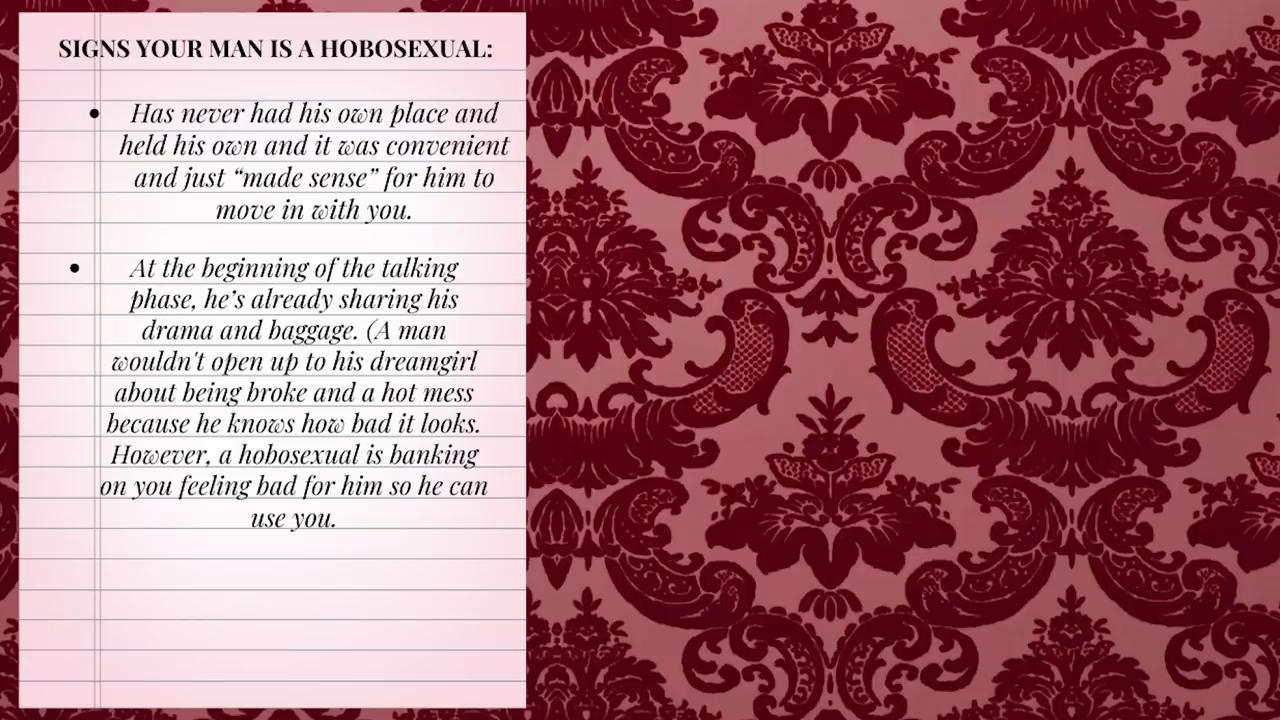 SIGNS YOUR MAN IS A HOBOSEXUAL:
• Has never had his own place and
held his own and it was convenient
and just “made sense” for him to
move in with you.
• At the beginning of the talking
phase, he’s already sharing his
drama and baggage. (A man
wouldn't open up to his dreamgirl
about being broke and a hot mess
because he knows how bad it looks.
However, a hobosexual is banking
on you feeling bad for him so he can
use you.